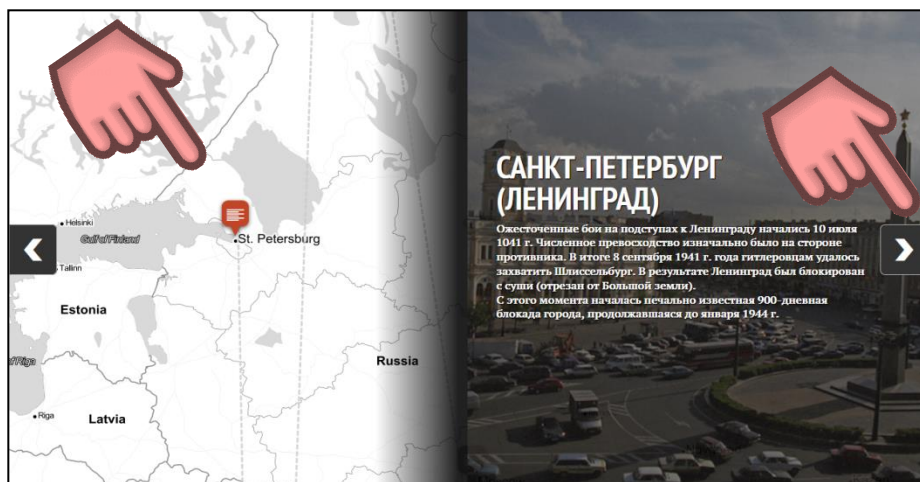 Helsinki
Gulf of Finland
St. Petersburg
Tallinn
Estonia
of Riga
Russia
Riga
Latvia
САНКТ-ПЕТЕРБУРГ
(ЛЕНИНГРАД)
Ожесточенные бои на подступах к Ленинграду начались 10 июля
1041 г. Численное превосходство изначально было на стороне
противника. В итоге 8 сентября 1941 г. года гитлеровцам удалось
захватить Шлиссельбург. В результате Ленинград был блокирован
с суши (отрезан от Большой земли).
С этого момента началась печально известная 900-дневная
блокада города, продолжавшаяся до января 1944 г.